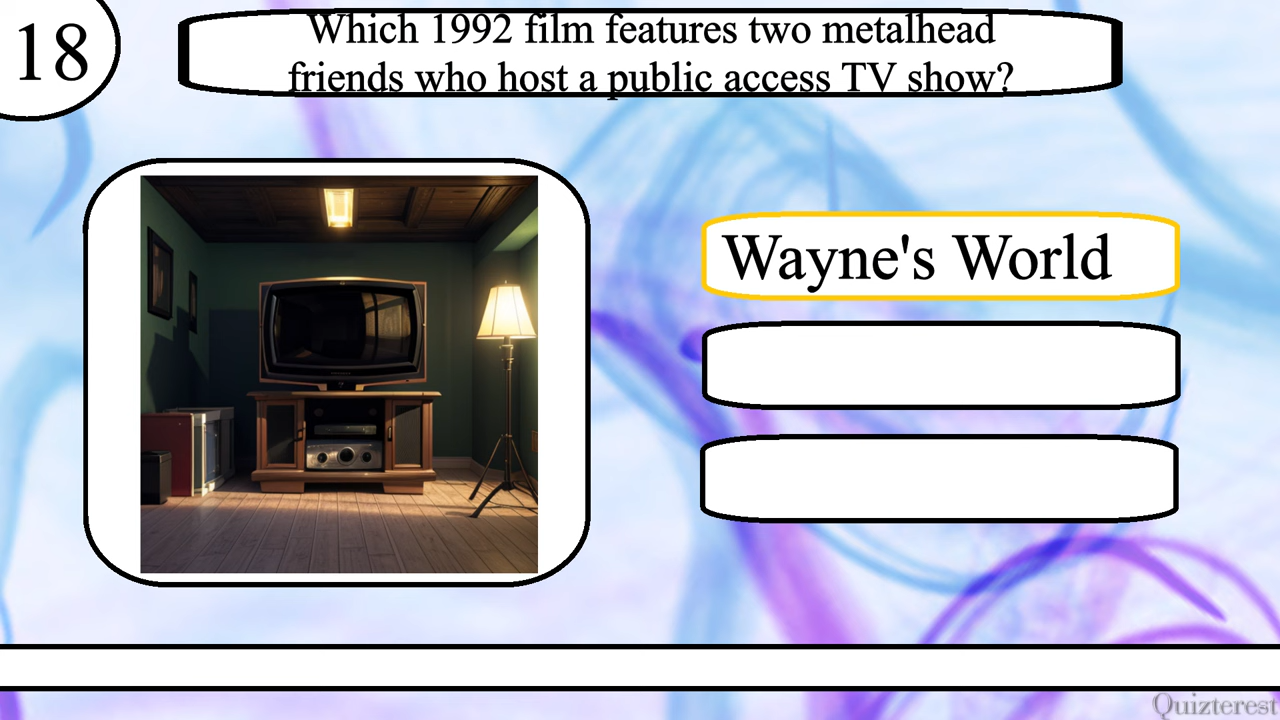 18
Which 1992 film features two metalhead
friends who host a public access TV show?
Wayne's World
Quizterest